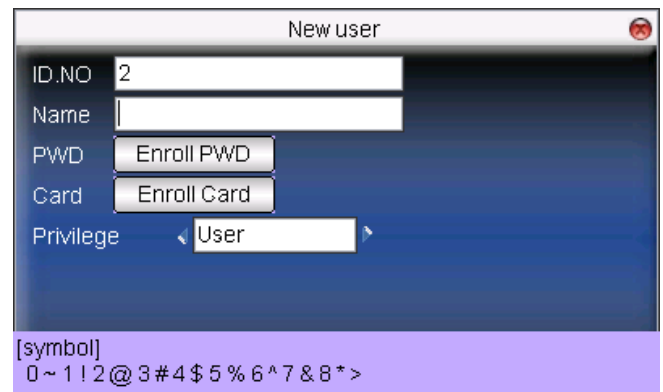 New user
ID.NO 2
Name
PWD Enroll PWD
Card Enroll Card
Privilege User
[symbol]
0~1!2@3#4$5%6^7&8*>